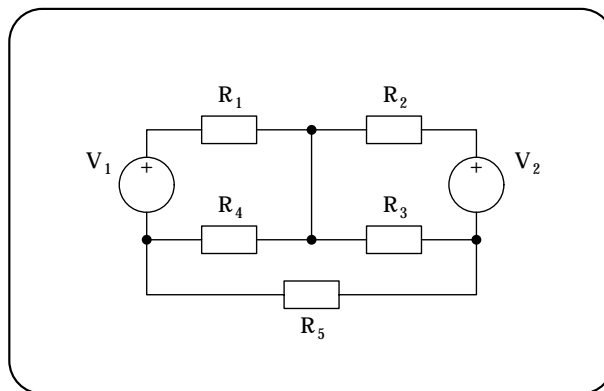 R₁ R₂
V₁ + + V₂
R₄ R₃
R₅